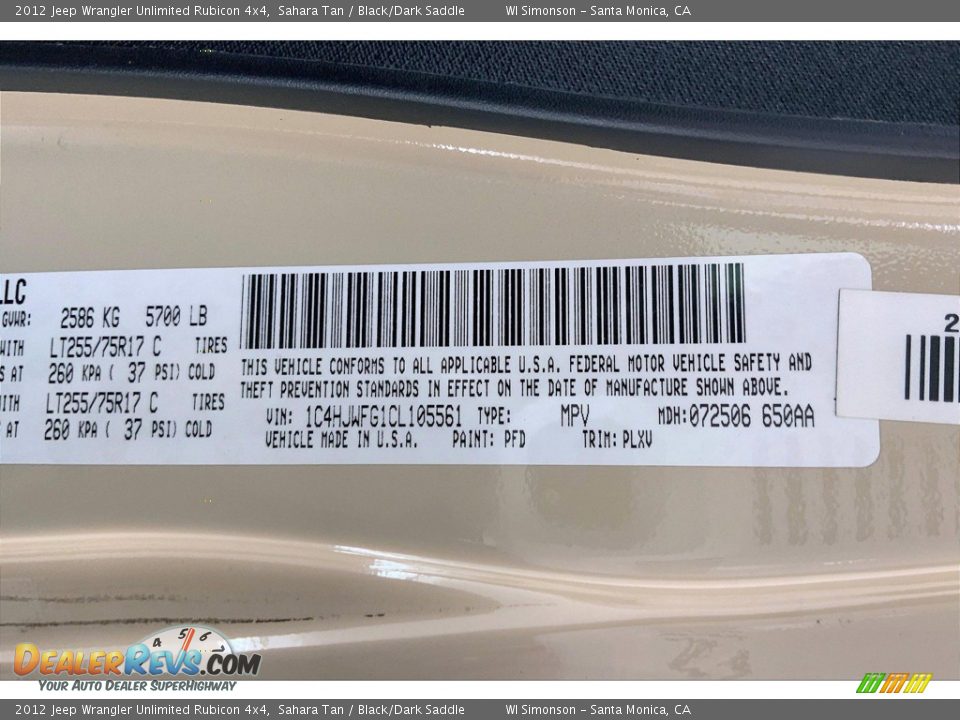 2012 Jeep Wrangler Unlimited Rubicon 4x4, Sahara Tan / Black/Dark Saddle WI Simonson - Santa Monica, CA
LLC
GVWR: 2586 KG 5700 LB
WITH LT255/75R17 C TIRES
S AT 260 KPA ( 37 PSI) COLD
WITH LT255/75R17 C TIRES
S AT 260 KPA ( 37 PSI) COLD
THIS VEHICLE CONFORMS TO ALL APPLICABLE U.S.A. FEDERAL MOTOR VEHICLE SAFETY AND
THEFT PREVENTION STANDARDS IN EFFECT ON THE DATE OF MANUFACTURE SHOWN ABOVE.
VIN: 1C4HJWFG1CL105561 TYPE: MPV MDH:072506 650AA
VEHICLE MADE IN U.S.A. PAINT: PFD TRIM: PLXV
2
4 5 6
DEALERREVS.COM
YOUR AUTO DEALER SUPERHIGHWAY
2012 Jeep Wrangler Unlimited Rubicon 4x4, Sahara Tan / Black/Dark Saddle WI Simonson - Santa Monica, CA